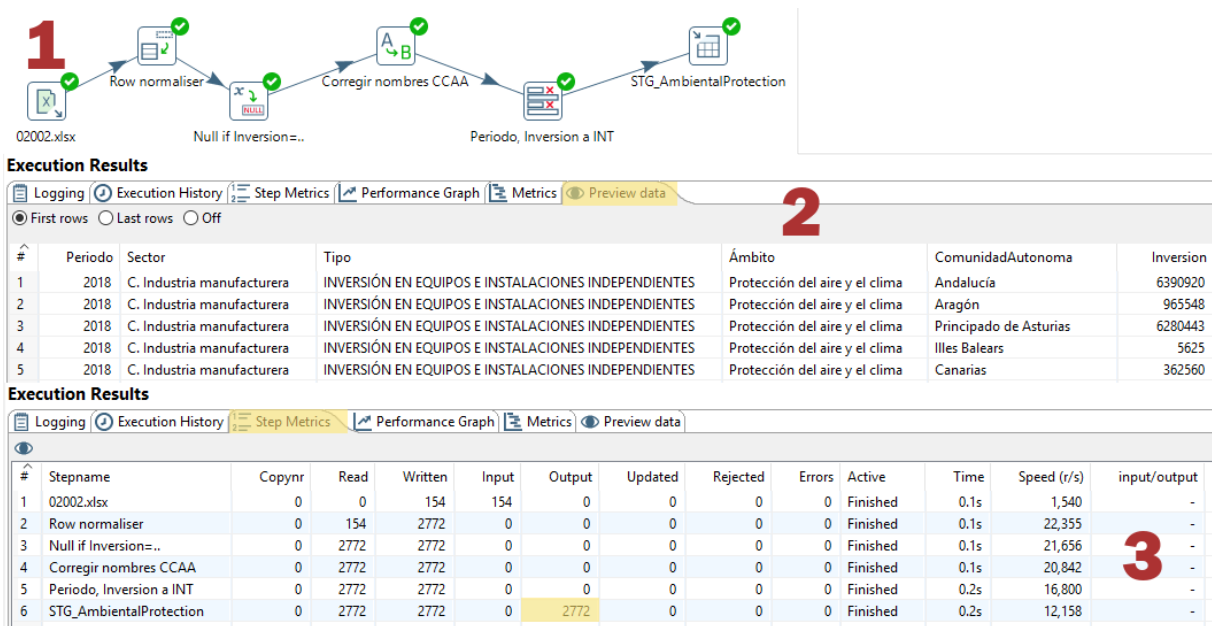 1
Row normaliser
Corregir nombres CCAA
STG_AmbientalProtection
02002.xlsx
Null if Inversion=..
Periodo, Inversion a INT
A
B
x
NULL
Execution Results
Logging Execution History Step Metrics Performance Graph Metrics Preview data
2
First rows Last rows Off
# Periodo Sector Tipo Ámbito ComunidadAutonoma Inversion
1 2018 C. Industria manufacturera INVERSIÓN EN EQUIPOS E INSTALACIONES INDEPENDIENTES Protección del aire y el clima Andalucía 6390920
2 2018 C. Industria manufacturera INVERSIÓN EN EQUIPOS E INSTALACIONES INDEPENDIENTES Protección del aire y el clima Aragón 965548
3 2018 C. Industria manufacturera INVERSIÓN EN EQUIPOS E INSTALACIONES INDEPENDIENTES Protección del aire y el clima Principado de Asturias 6280443
4 2018 C. Industria manufacturera INVERSIÓN EN EQUIPOS E INSTALACIONES INDEPENDIENTES Protección del aire y el clima Illes Balears 5625
5 2018 C. Industria manufacturera INVERSIÓN EN EQUIPOS E INSTALACIONES INDEPENDIENTES Protección del aire y el clima Canarias 362560
Execution Results
Logging Execution History Step Metrics Performance Graph Metrics Preview data
# Stepname Copynr Read Written Input Output Updated Rejected Errors Active Time Speed (r/s) input/output
1 02002.xlsx 0 0 154 154 0 0 0 0 Finished 0.1s 1,540 -
2 Row normaliser 0 154 2772 0 0 0 0 0 Finished 0.1s 22,355 -
3 Null if Inversion=.. 0 2772 2772 0 0 0 0 0 Finished 0.1s 21,656 -
4 Corregir nombres CCAA 0 2772 2772 0 0 0 0 0 Finished 0.1s 20,842 -
5 Periodo, Inversion a INT 0 2772 2772 0 0 0 0 0 Finished 0.2s 16,800 -
6 STG_AmbientalProtection 0 2772 2772 0 2772 0 0 0 Finished 0.2s 12,158 -
3